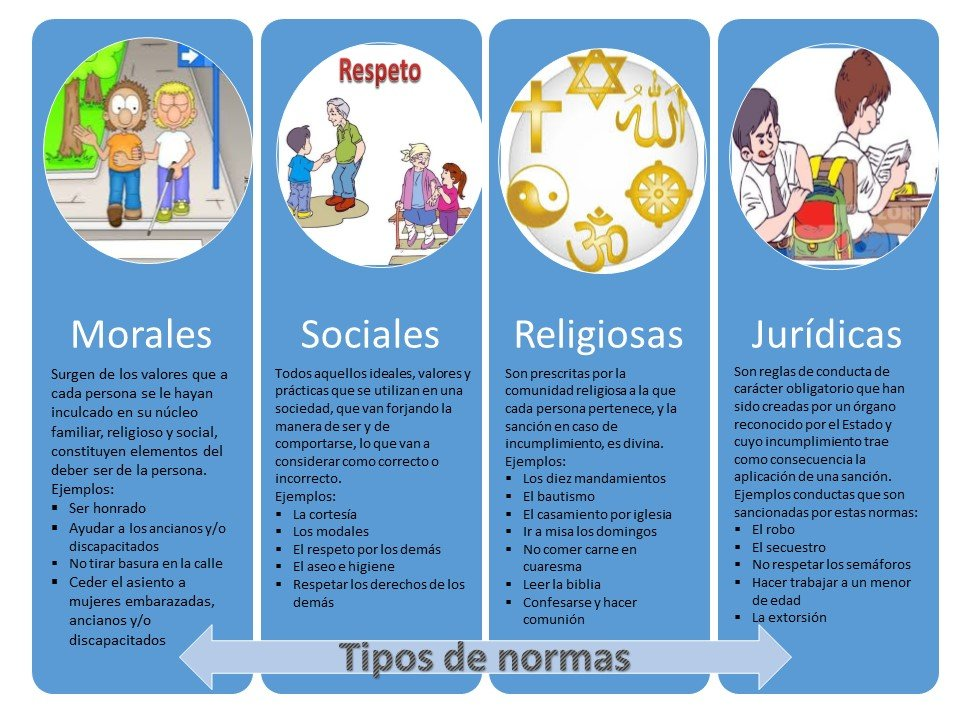 Respeto
Morales
Surgen de los valores que a
cada persona se le hayan
inculcado en su núcleo
familiar, religioso y social,
constituyen elementos del
deber ser de la persona.
Ejemplos:
▪ Ser honrado
▪ Ayudar a los ancianos y/o
discapacitados
▪ No tirar basura en la calle
▪ Ceder el asiento a
mujeres embarazadas,
ancianos y/o
discapacitados
Sociales
Todos aquellos ideales, valores y
prácticas que se utilizan en una
sociedad, que van forjando la
manera de ser y de
comportarse, lo que van a
considerar como correcto o
incorrecto.
Ejemplos:
▪ La cortesía
▪ Los modales
▪ El respeto por los demás
▪ El aseo e higiene
▪ Respetar los derechos de los
demás
Religiosas
Son prescritas por la
comunidad religiosa a la que
cada persona pertenece, y la
sanción en caso de
incumplimiento, es divina.
Ejemplos:
▪ Los diez mandamientos
▪ El bautismo
▪ El casamiento por iglesia
▪ Ir a misa los domingos
▪ No comer carne en
cuaresma
▪ Leer la biblia
▪ Confesarse y hacer
comunión
Jurídicas
Son reglas de conducta de
carácter obligatorio que han
sido creadas por un órgano
reconocido por el Estado y
cuyo incumplimiento trae
como consecuencia la
aplicación de una sanción.
Ejemplos conductas que son
sancionadas por estas normas:
▪ El robo
▪ El secuestro
▪ No respetar los semáforos
▪ Hacer trabajar a un menor
de edad
▪ La extorsión
Tipos de normas
الله
ॐ